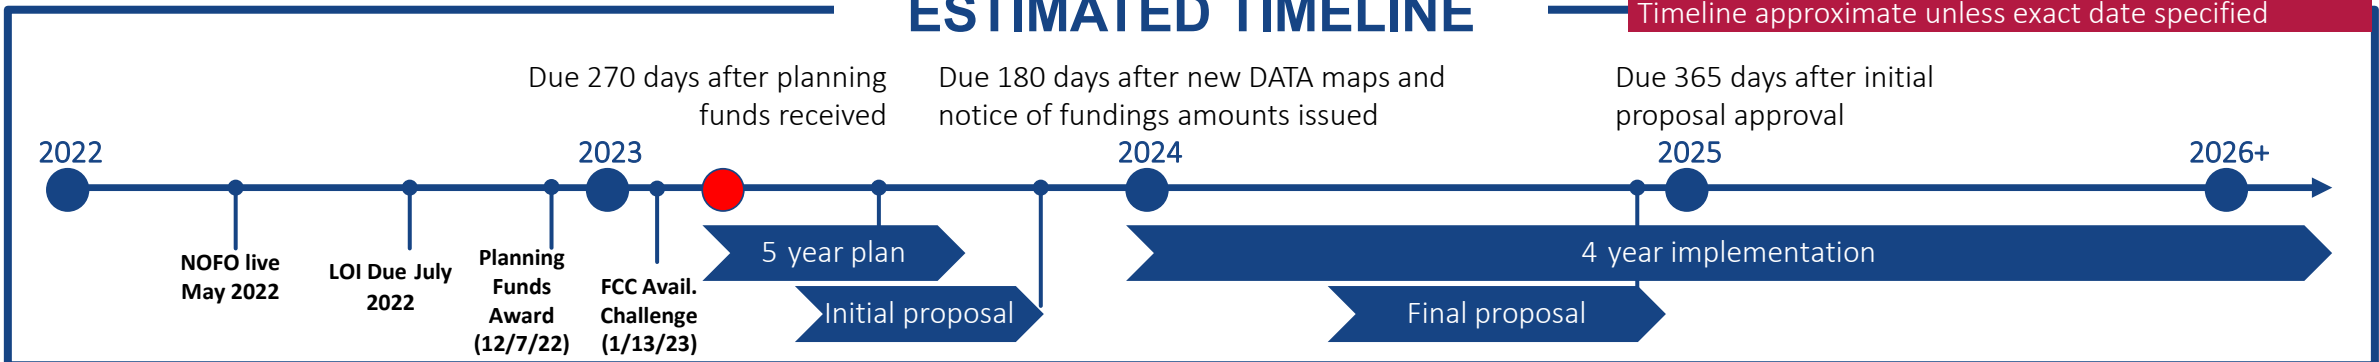 ESTIMATED TIMELINE
Timeline approximate unless exact date specified
Due 270 days after planning
funds received
Due 180 days after new DATA maps and
notice of fundings amounts issued
Due 365 days after initial
proposal approval
2022
2023
2024
2025
2026+
NOFO live
May 2022
LOI Due July
2022
Planning
Funds
Award
(12/7/22)
FCC Avail.
Challenge
(1/13/23)
5 year plan
4 year implementation
Initial proposal
Final proposal